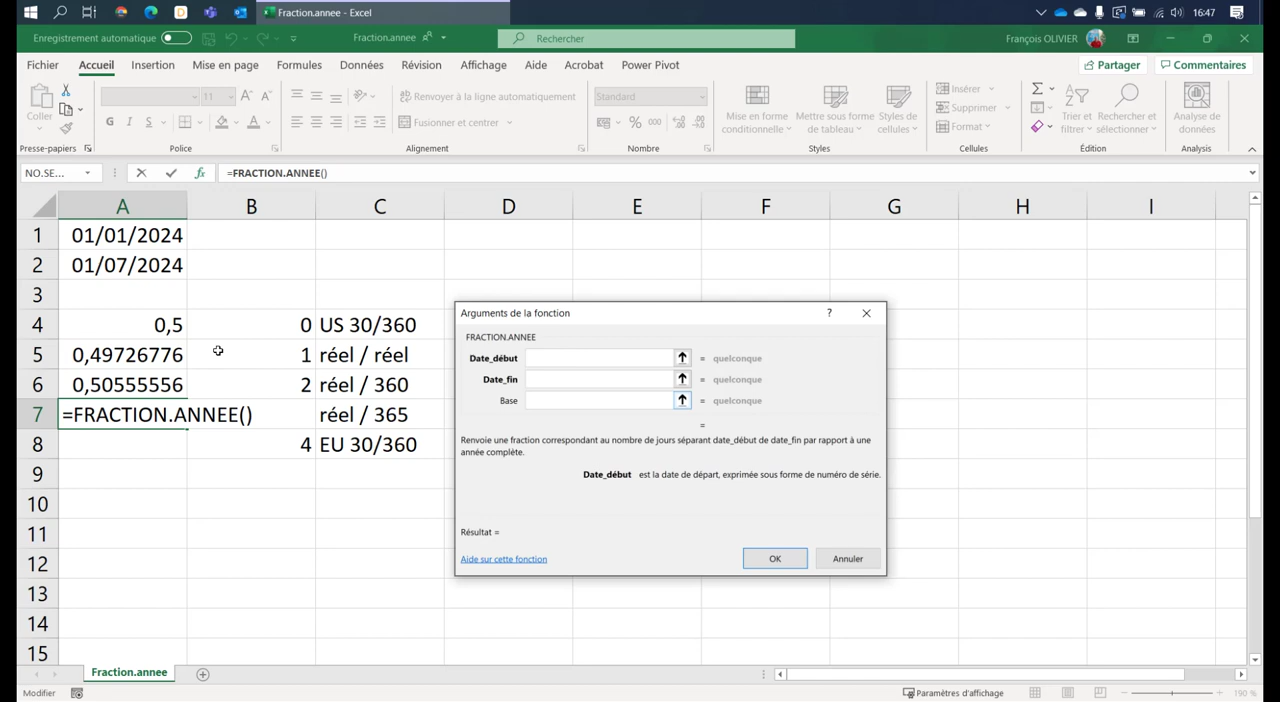 Fraction.annee - Excel
16:47
Enregistrement automatique
Fraction.annee
Rechercher
François OLIVIER
Fichier Accueil Insertion Mise en page Formules Données Révision Affichage Aide Acrobat Power Pivot
Partager Commentaires
Coller
11
Renvoyer à la ligne automatiquement
Standard
Insérer
Mise en forme conditionnelle
Mettre sous forme de tableau
Styles de cellules
Supprimer
Trier et filtrer
Rechercher et sélectionner
Analyse de données
G I S
Fusionner et centrer
% 000
Format
Presse-papiers Police Alignement Nombre Styles Cellules Édition Analysis
NO.SE...
fx
=FRACTION.ANNEE()
A B C D E F G H I
1 01/01/2024
2 01/07/2024
3
4 0,5 0 US 30/360
5 0,49726776 1 réel / réel
6 0,50555556 2 réel / 360
7 =FRACTION.ANNEE() réel / 365
8 4 EU 30/360
9
10
11
12
13
14
15
Arguments de la fonction
?
FRACTION.ANNEE
Date_début = quelconque
Date_fin = quelconque
Base = quelconque
=
Renvoie une fraction correspondant au nombre de jours séparant date_début de date_fin par rapport à une
année complète.
Date_début est la date de départ, exprimée sous forme de numéro de série.
Résultat =
Aide sur cette fonction
OK Annuler
Fraction.annee
Modifier
Paramètres d'affichage
190 %